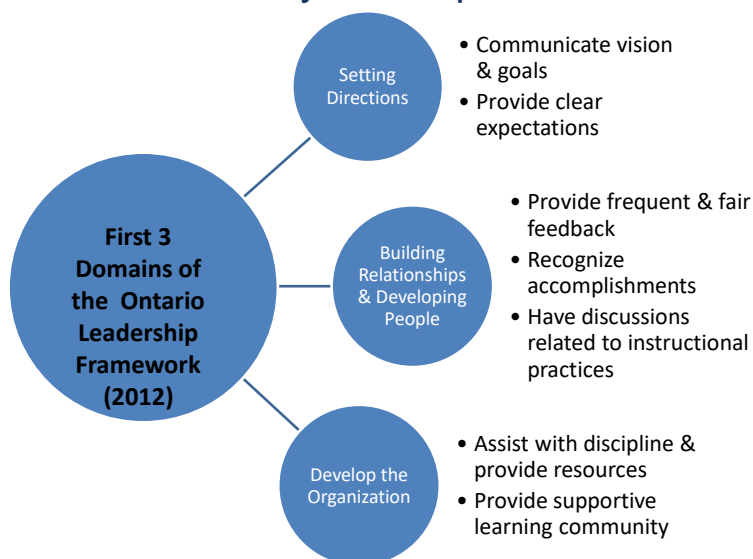 First 3
Domains of
the Ontario
Leadership
Framework
(2012)
Setting
Directions
• Communicate vision
& goals
• Provide clear
expectations
Building
Relationships
& Developing
People
• Provide frequent & fair
feedback
• Recognize
accomplishments
• Have discussions
related to instructional
practices
Develop the
Organization
• Assist with discipline &
provide resources
• Provide supportive
learning community